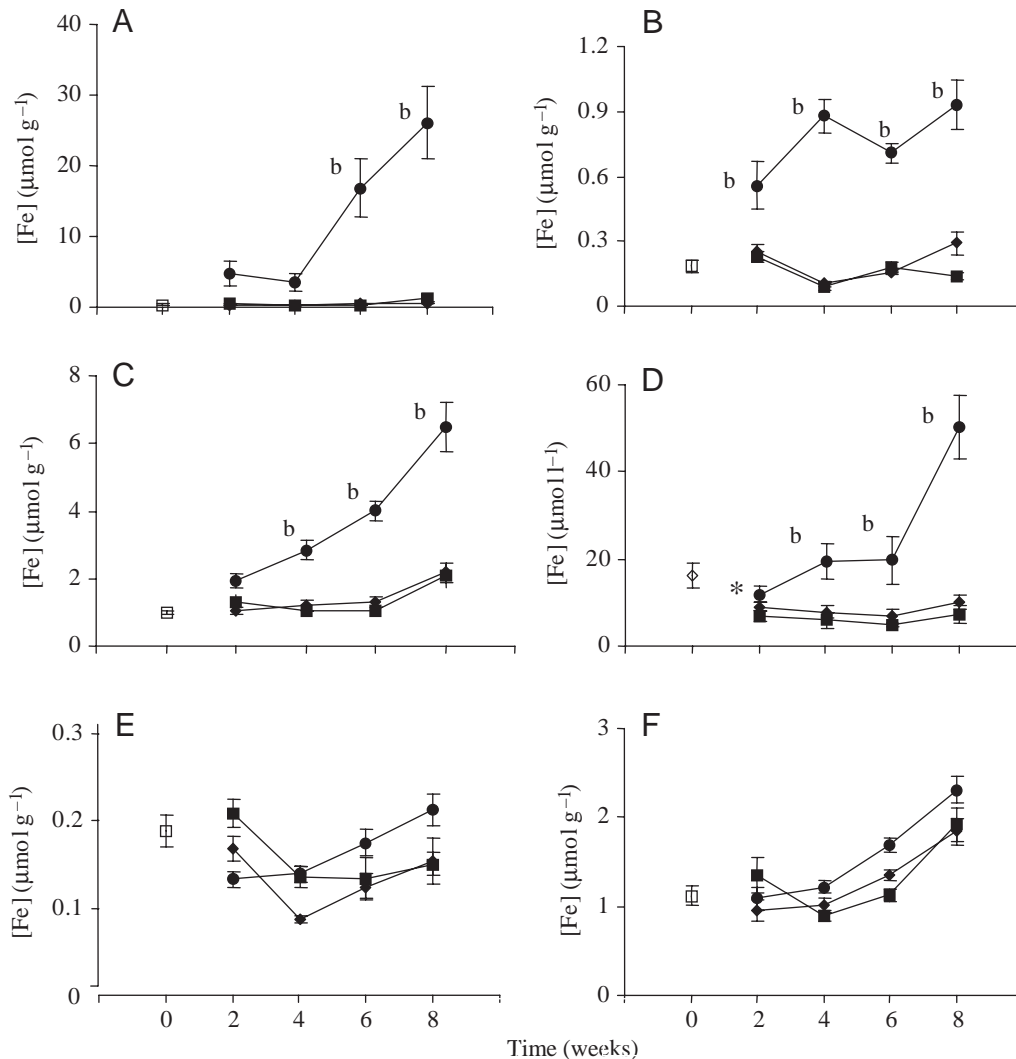 A
40
30
20
10
0
[Fe] (μmol g⁻¹)
b
b
B
1.2
0.9
0.6
0.3
0
[Fe] (μmol g⁻¹)
b
b
b
b
C
8
6
4
2
0
[Fe] (μmol g⁻¹)
b
b
b
D
60
40
20
0
[Fe] (μmol l⁻¹)
*
b
b
b
E
0.3
0.2
0.1
0
[Fe] (μmol g⁻¹)
0 2 4 6 8
F
3
2
1
0
[Fe] (μmol g⁻¹)
0 2 4 6 8
Time (weeks)